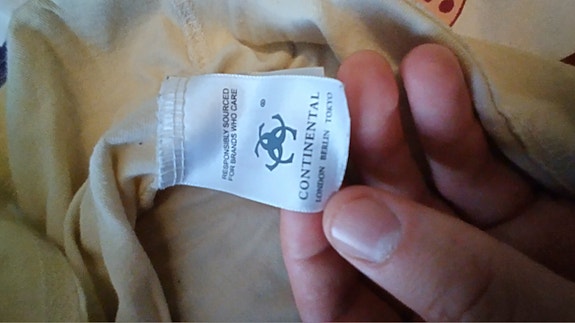 RESPONSIBLY SOURCED
FOR BRANDS WHO CARE
®
CONTINENTAL
LONDON BERLIN TOKYO